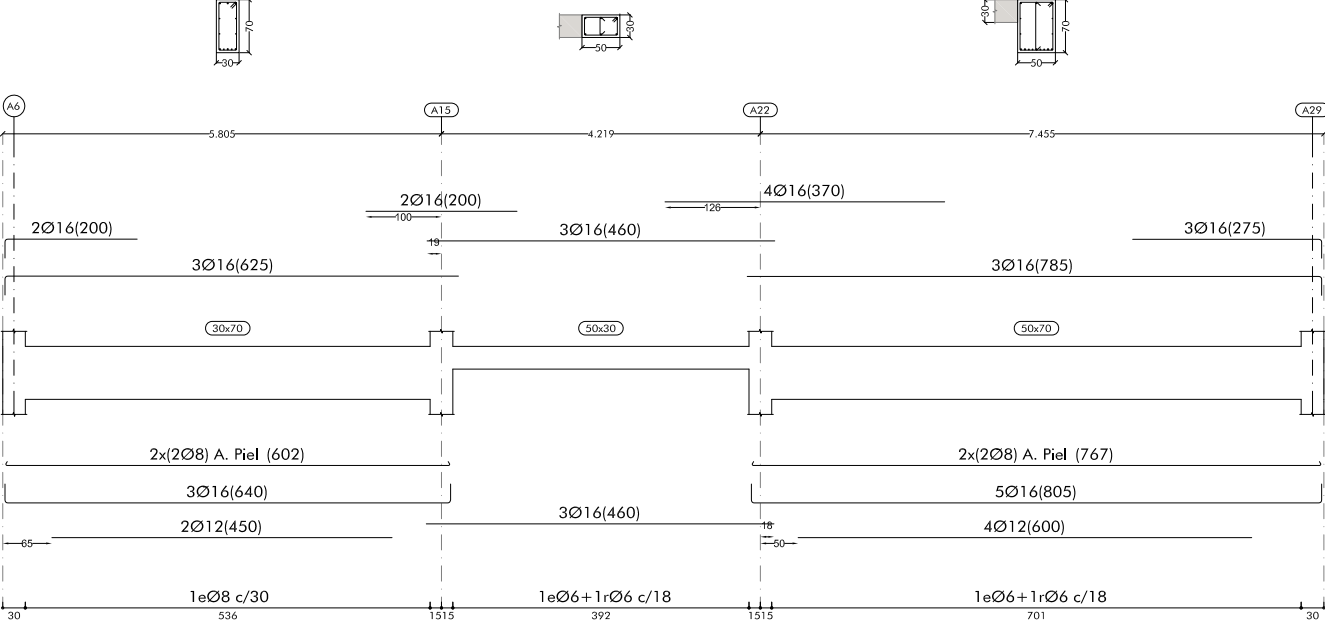 70
30
30
50
30
70
50
A6
A15
A22
A29
5.805
4.219
7.455
4Ø16(370)
2Ø16(200)
126
100
2Ø16(200)
3Ø16(460)
3Ø16(275)
19
3Ø16(625)
3Ø16(785)
30x70
50x30
50x70
2x(2Ø8) A. Piel (602)
2x(2Ø8) A. Piel (767)
3Ø16(640)
5Ø16(805)
3Ø16(460)
2Ø12(450)
18
4Ø12(600)
65
50
1eØ8 c/30
1eØ6+1rØ6 c/18
1eØ6+1rØ6 c/18
30
536
1515
392
1515
701
30